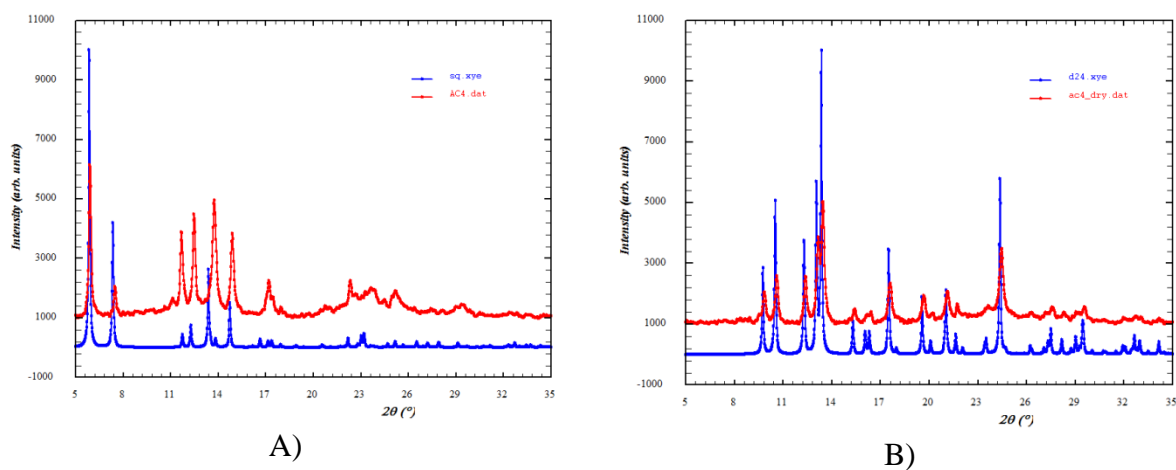 11000
9000
7000
5000
3000
1000
-1000
Intensity (arb. units)
sq.xye
AC4.dat
5 8 11 14 17 20 23 26 29 32 35
2θ (°)
A)
11000
9000
7000
5000
3000
1000
-1000
Intensity (arb. units)
d24.xye
ac4_dry.dat
5 8 11 14 17 20 23 26 29 32 35
2θ (°)
B)